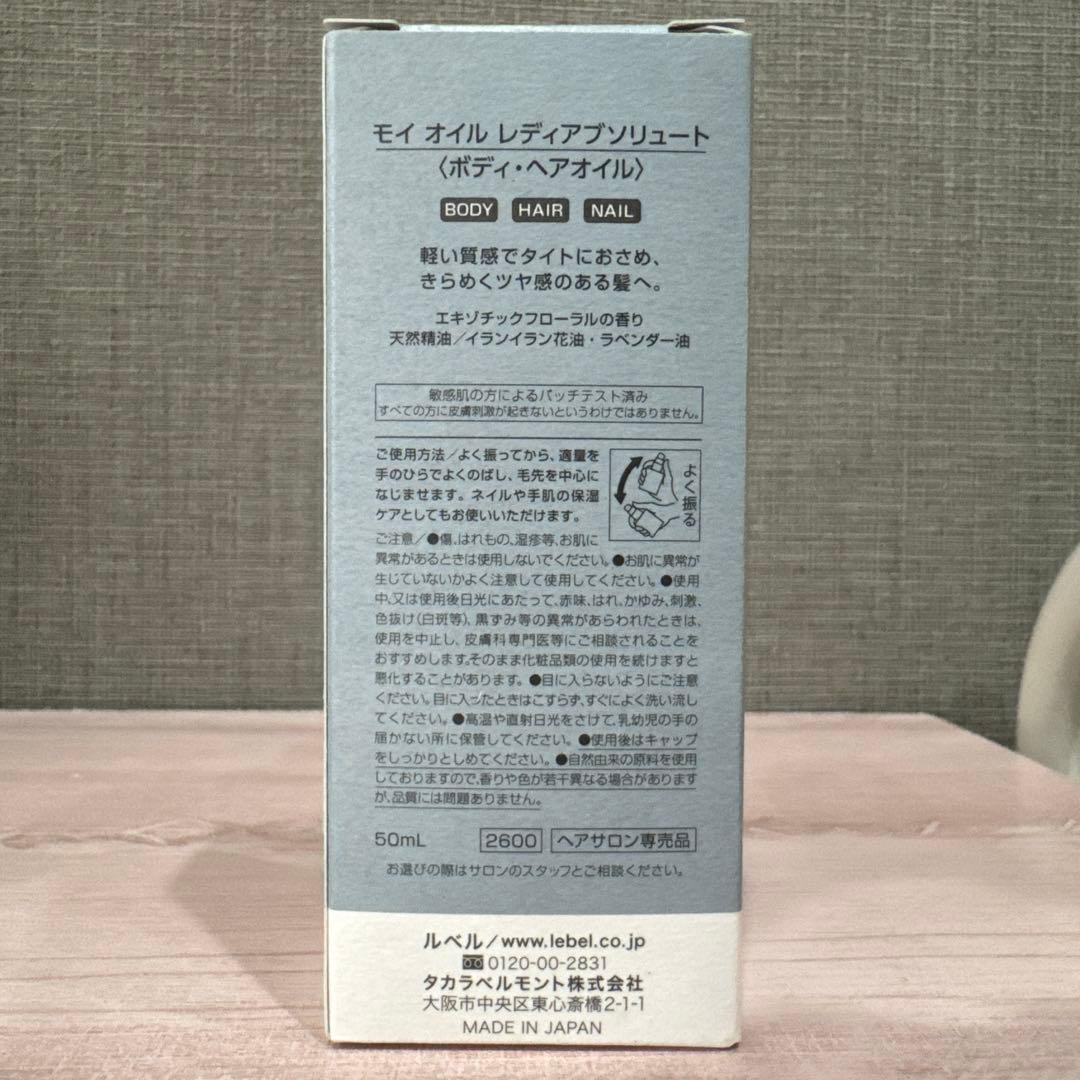 モイ オイル レディアブソリュート
〈ボディ・ヘアオイル〉
BODY HAIR NAIL
軽い質感でタイトにおさめ、
きらめくツヤ感のある髪へ。
エキゾチックフローラルの香り
天然精油／イランイラン花油・ラベンダー油
敏感肌の方によるパッチテスト済み
すべての方に皮膚刺激が起きないというわけではありません。
ご使用方法／よく振ってから、適量を
手のひらでよくのばし、毛先を中心に
なじませます。ネイルや手肌の保湿
ケアとしてもお使いいただけます。
よく振る
ご注意／●傷、はれもの、湿疹等、お肌に
異常があるときは使用しないでください。●お肌に異常が
生じていないかよく注意して使用してください。●使用
中、又は使用後日光にあたって、赤味、はれ、かゆみ、刺激、
色抜け(白斑等)、黒ずみ等の異常があらわれたときは、
使用を中止し、皮膚科専門医等にご相談されることを
おすすめします。そのまま化粧品類の使用を続けますと
悪化することがあります。●目に入らないようにご注意
ください。目に入ったときはこすらず、すぐによく洗い流し
てください。●高温や直射日光をさけて、乳幼児の手の
届かない所に保管してください。●使用後はキャップ
をしっかりとしめてください。●自然由来の原料を使用
しておりますので、香りや色が若干異なる場合があります
が、品質には問題ありません。
50mL 2600 ヘアサロン専売品
お選びの際はサロンのスタッフとご相談ください。
ルベル／www.lebel.co.jp
0120-00-2831
タカラベルモント株式会社
大阪市中央区東心斎橋2-1-1
MADE IN JAPAN